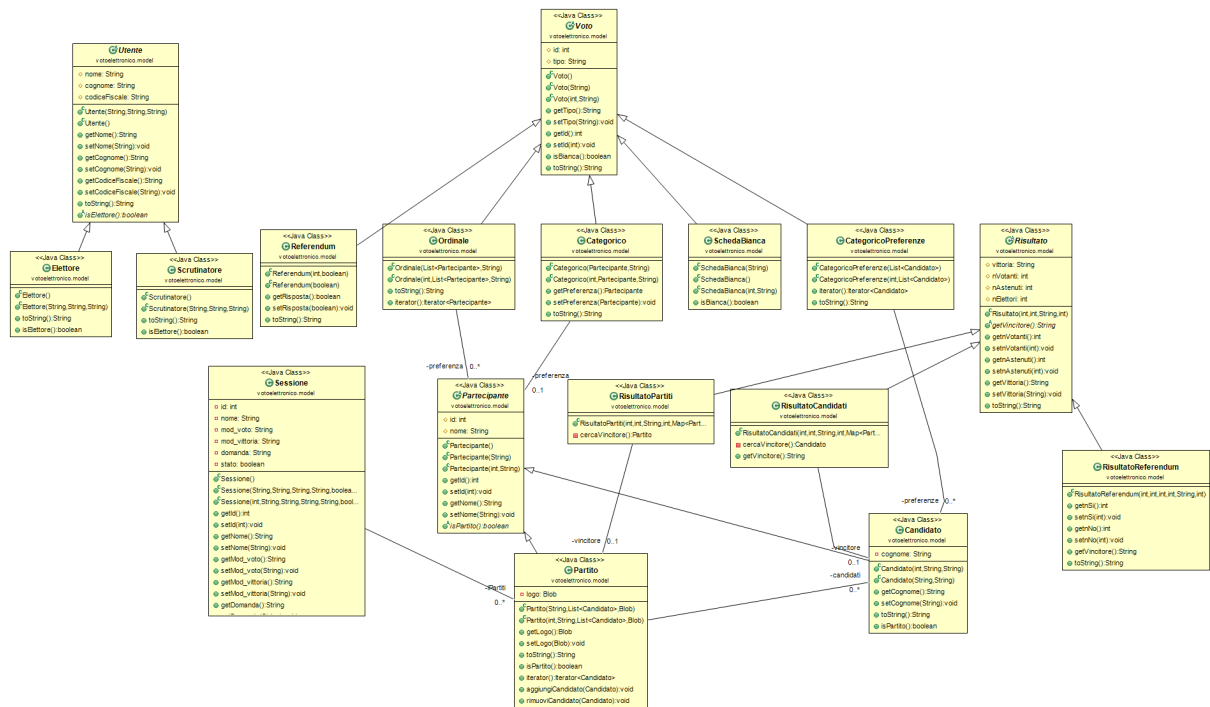 <<Java Class>>
Voto
votoelettronico.model
id: int
tipo: String
Voto()
Voto(String)
Voto(int,String)
getTipo():String
setTipo(String):void
getId():int
setId(int):void
isBianca():boolean
toString():String
<<Java Class>>
Utente
votoelettronico.model
nome: String
cognome: String
codiceFiscale: String
Utente(String,String,String)
Utente()
getNome():String
setNome(String):void
getCognome():String
setCognome(String):void
getCodiceFiscale():String
setCodiceFiscale(String):void
toString():String
isElettore():boolean
<<Java Class>>
Elettore
votoelettronico.model
Elettore()
Elettore(String,String,String)
toString():String
isElettore():boolean
<<Java Class>>
Scrutinatore
votoelettronico.model
Scrutinatore()
Scrutinatore(String,String,String)
toString():String
isElettore():boolean
<<Java Class>>
Referendum
votoelettronico.model
Referendum(int,boolean)
Referendum(boolean)
getRisposta():boolean
setRisposta(boolean):void
toString():String
<<Java Class>>
Ordinale
votoelettronico.model
Ordinale(List<Partecipante>,String)
Ordinale(int,List<Partecipante>,String)
toString():String
iterator():Iterator<Partecipante>
<<Java Class>>
Categorico
votoelettronico.model
Categorico(Partecipante,String)
Categorico(int,Partecipante,String)
getPreferenza():Partecipante
setPreferenza(Partecipante):void
toString():String
<<Java Class>>
SchedaBianca
votoelettronico.model
SchedaBianca(String)
SchedaBianca()
SchedaBianca(int,String)
isBianca():boolean
<<Java Class>>
CategoricoPreferenze
votoelettronico.model
CategoricoPreferenze(List<Candidato>)
CategoricoPreferenze(int,List<Candidato>)
iterator():Iterator<Candidato>
toString():String
<<Java Class>>
Risultato
votoelettronico.model
vittoria: String
nVotanti: int
nAstenuti: int
nElettori: int
Risultato(int,int,String,int)
getVincitore():String
getnVotanti():int
setnVotanti(int):void
getnAstenuti():int
setnAstenuti(int):void
getVittoria():String
setVittoria(String):void
toString():String
<<Java Class>>
Sessione
votoelettronico.model
id: int
nome: String
mod_voto: String
mod_vittoria: String
domanda: String
stato: boolean
Sessione()
Sessione(String,String,String,String,boolea...
Sessione(int,String,String,String,String,bool...
getId():int
setId(int):void
getNome():String
setNome(String):void
getMod_voto():String
setMod_voto(String):void
getMod_vittoria():String
setMod_vittoria(String):void
getDomanda():String
-preferenza 0..*
-preferenza
0..1
<<Java Class>>
Partecipante
votoelettronico.model
id: int
nome: String
Partecipante()
Partecipante(String)
Partecipante(int,String)
getId():int
setId(int):void
getNome():String
setNome(String):void
isPartito():boolean
<<Java Class>>
RisultatoPartiti
votoelettronico.model
RisultatoPartiti(int,int,String,int,Map<Part...
cercaVincitore():Partito
<<Java Class>>
RisultatoCandidati
votoelettronico.model
RisultatoCandidati(int,int,String,int,Map<Part...
cercaVincitore():Candidato
getVincitore():String
<<Java Class>>
RisultatoReferendum
votoelettronico.model
RisultatoReferendum(int,int,int,int,String,int)
getnSi():int
setnSi(int):void
getnNo():int
setnNo(int):void
getVincitore():String
toString():String
-preferenze 0..*
<<Java Class>>
Candidato
votoelettronico.model
cognome: String
Candidato(int,String,String)
Candidato(String,String)
getCognome():String
setCognome(String):void
toString():String
isPartito():boolean
-vincitore 0..1
-vincitore
0..1
-candidati
0..*
-Partiti
0..*
<<Java Class>>
Partito
votoelettronico.model
logo: Blob
Partito(String,List<Candidato>,Blob)
Partito(int,String,List<Candidato>,Blob)
getLogo():Blob
setLogo(Blob):void
toString():String
isPartito():boolean
iterator():Iterator<Candidato>
aggiungiCandidato(Candidato):void
rimuoviCandidato(Candidato):void